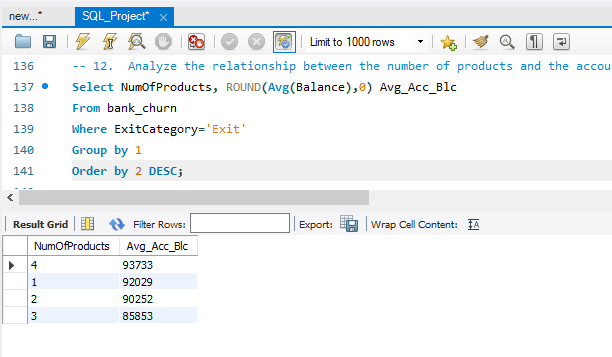 new...* SQL_Project*
Limit to 1000 rows
136 -- 12. Analyze the relationship between the number of products and the accou
137 Select NumOfProducts, ROUND(Avg(Balance),0) Avg_Acc_Blc
138 From bank_churn
139 Where ExitCategory='Exit'
140 Group by 1
141 Order by 2 DESC;
Result Grid Filter Rows: Export: Wrap Cell Content: IA
NumOfProducts Avg_Acc_Blc
4 93733
1 92029
2 90252
3 85853